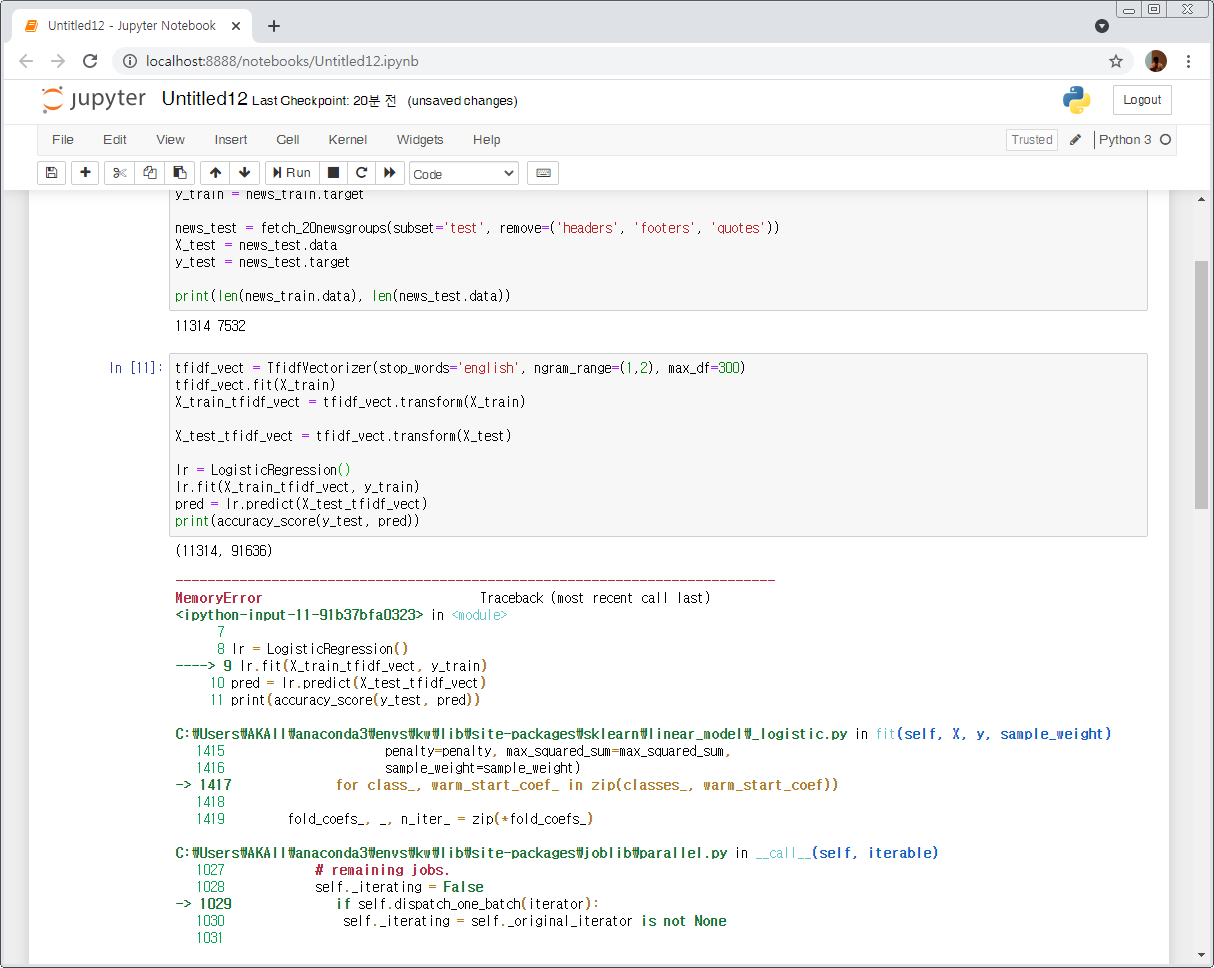 Untitled12 - Jupyter Notebook
localhost:8888/notebooks/Untitled12.ipynb
jupyter Untitled12 Last Checkpoint: 20분 전 (unsaved changes)
Logout
File Edit View Insert Cell Kernel Widgets Help
Trusted
Python 3
Run
Code
y_train = news_train.target
news_test = fetch_20newsgroups(subset='test', remove=('headers', 'footers', 'quotes'))
X_test = news_test.data
y_test = news_test.target
print(len(news_train.data), len(news_test.data))
11314 7532
In [11]: tfidf_vect = TfidfVectorizer(stop_words='english', ngram_range=(1,2), max_df=300)
tfidf_vect.fit(X_train)
X_train_tfidf_vect = tfidf_vect.transform(X_train)
X_test_tfidf_vect = tfidf_vect.transform(X_test)
lr = LogisticRegression()
lr.fit(X_train_tfidf_vect, y_train)
pred = lr.predict(X_test_tfidf_vect)
print(accuracy_score(y_test, pred))
(11314, 91636)
---------------------------------------------------------------------------
MemoryError Traceback (most recent call last)
<ipython-input-11-91b37bfa0323> in <module>
7
8 lr = LogisticRegression()
----> 9 lr.fit(X_train_tfidf_vect, y_train)
10 pred = lr.predict(X_test_tfidf_vect)
11 print(accuracy_score(y_test, pred))
C:₩Users₩AKAll₩anaconda3₩envs₩kw₩lib₩site-packages₩sklearn₩linear_model₩_logistic.py in fit(self, X, y, sample_weight)
1415 penalty=penalty, max_squared_sum=max_squared_sum,
1416 sample_weight=sample_weight)
-> 1417 for class_, warm_start_coef_ in zip(classes_, warm_start_coef))
1418
1419 fold_coefs_, _, n_iter_ = zip(*fold_coefs_)
C:₩Users₩AKAll₩anaconda3₩envs₩kw₩lib₩site-packages₩joblib₩parallel.py in __call__(self, iterable)
1027 # remaining jobs.
1028 self._iterating = False
-> 1029 if self.dispatch_one_batch(iterator):
1030 self._iterating = self._original_iterator is not None
1031